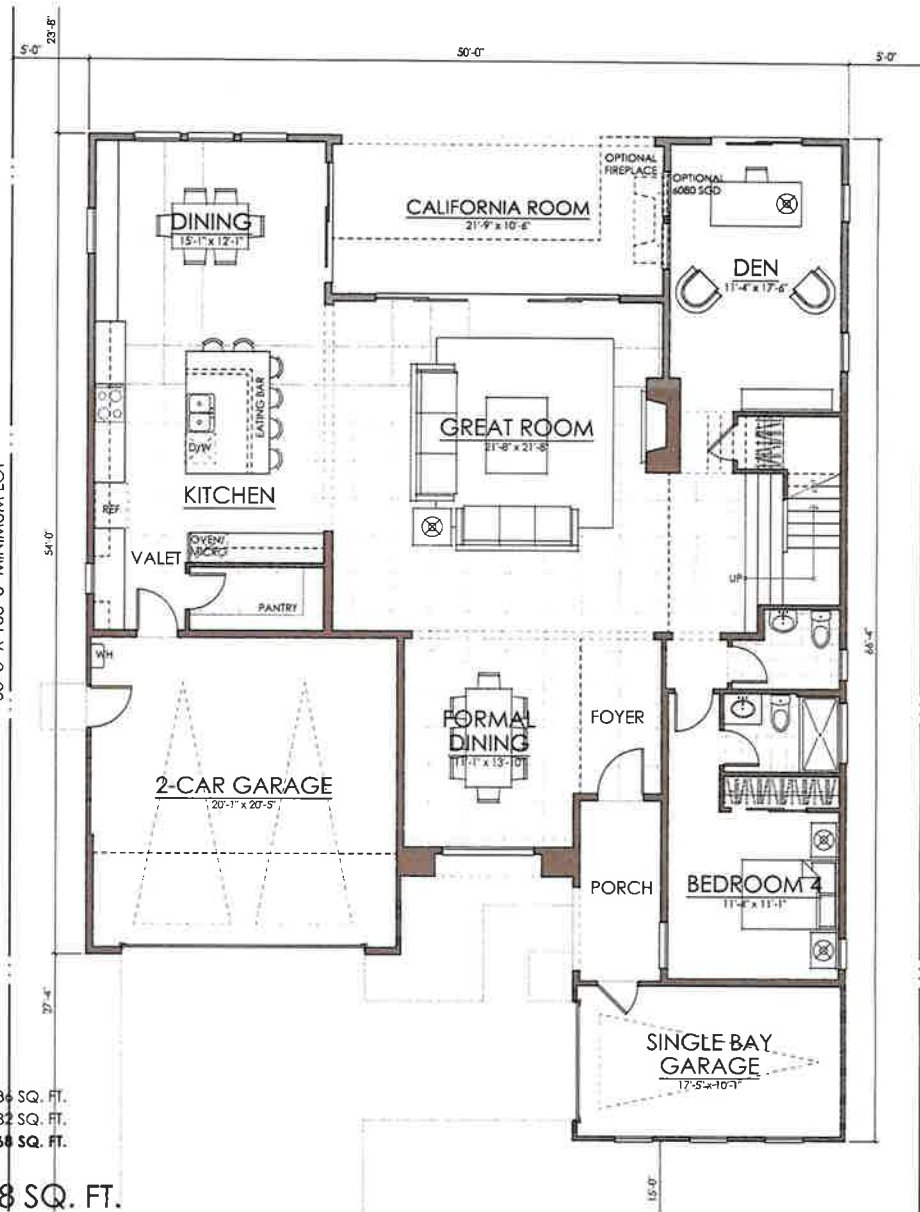 23'-8"
5'-0"
50'-0"
5'-0"
OPTIONAL
FIREPLACE
OPTIONAL
6080 SGD
CALIFORNIA ROOM
21'-9" x 10'-6"
DINING
15'-1" x 12'-1"
DEN
11'-4" x 17'-6"
EATING BAR
D/W
GREAT ROOM
21'-8" x 21'-8"
KITCHEN
REF
54'-0"
OVEN/
MICRO
VALET
PANTRY
UP
WH
66'-4"
FORMAL
DINING
11'-1" x 13'-10"
FOYER
2-CAR GARAGE
20'-1" x 20'-5"
PORCH
BEDROOM 4
11'-4" x 11'-1"
27'-4"
SINGLE BAY
GARAGE
17'-5" x 10'-1"
SQ. FT.
SQ. FT.
SQ. FT.
15'-0"
8 SQ. FT.